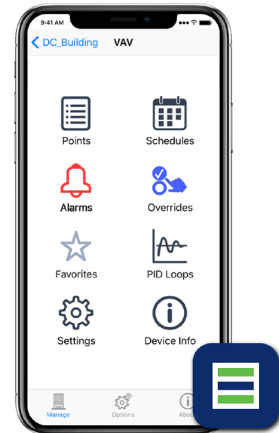 9:41 AM
DC_Building VAV
Points Schedules
Alarms Overrides
Favorites PID Loops
Settings Device Info
Manage Options